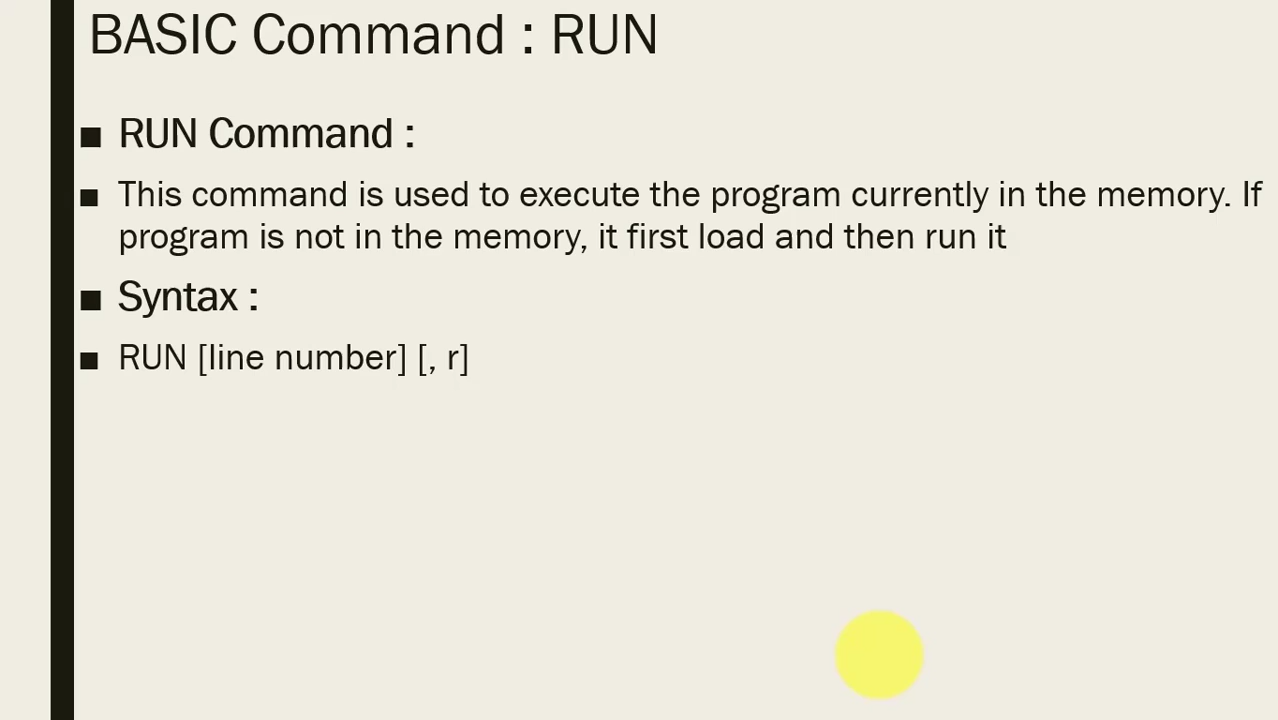 BASIC Command : RUN
RUN Command :
This command is used to execute the program currently in the memory. If
program is not in the memory, it first load and then run it
Syntax :
RUN [line number] [, r]